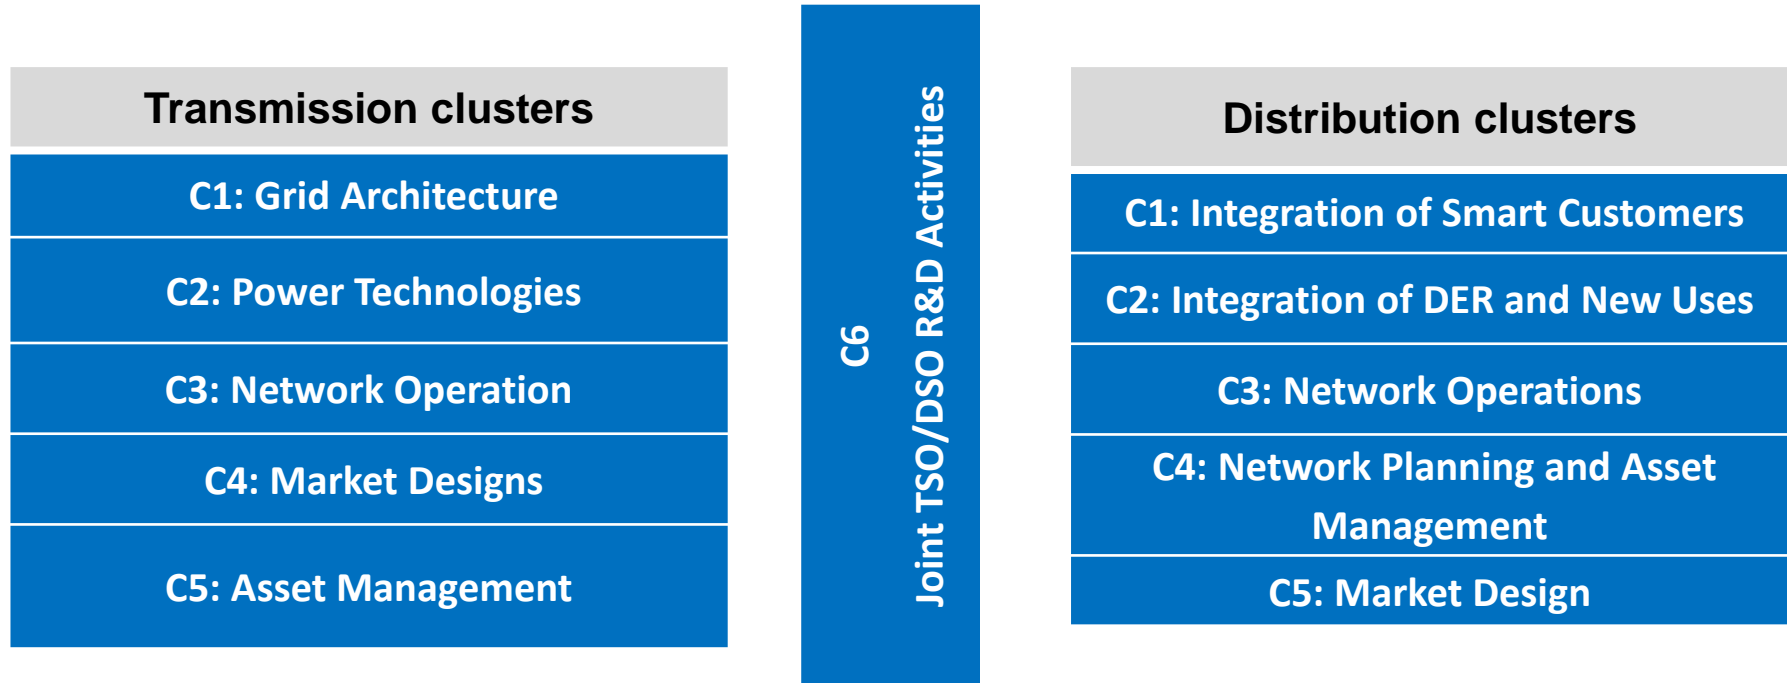 Transmission clusters
C1: Grid Architecture
C2: Power Technologies
C3: Network Operation
C4: Market Designs
C5: Asset Management
C6
Joint TSO/DSO R&D Activities
Distribution clusters
C1: Integration of Smart Customers
C2: Integration of DER and New Uses
C3: Network Operations
C4: Network Planning and Asset
Management
C5: Market Design